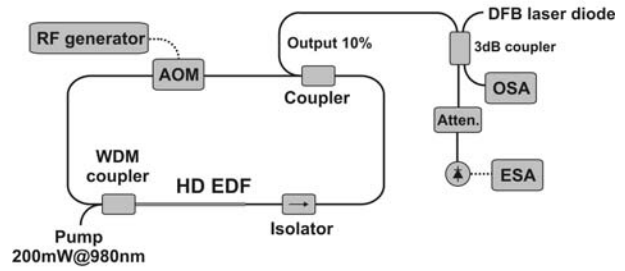 DFB laser diode
RF generator
Output 10%
3dB coupler
AOM
Coupler
OSA
Atten.
WDM
coupler
HD EDF
ESA
Isolator
Pump
200mW@980nm